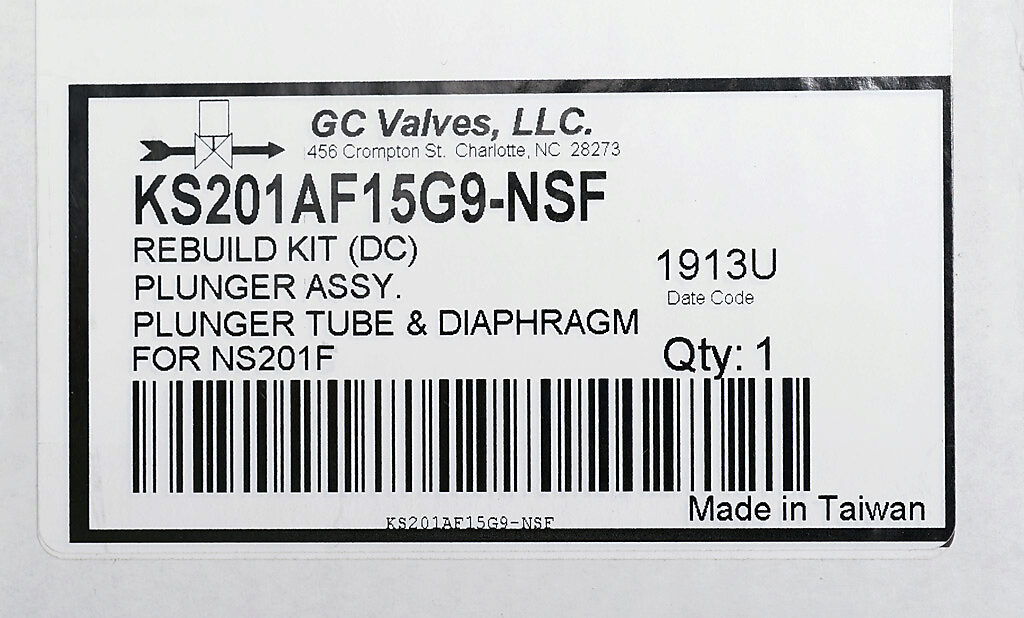 GC Valves, LLC.
456 Crompton St. Charlotte, NC 28273
KS201AF15G9-NSF
REBUILD KIT (DC)
PLUNGER ASSY.
PLUNGER TUBE & DIAPHRAGM
FOR NS201F
1913U
Date Code
Qty: 1
Made in Taiwan
KS201AF15G9-NSF